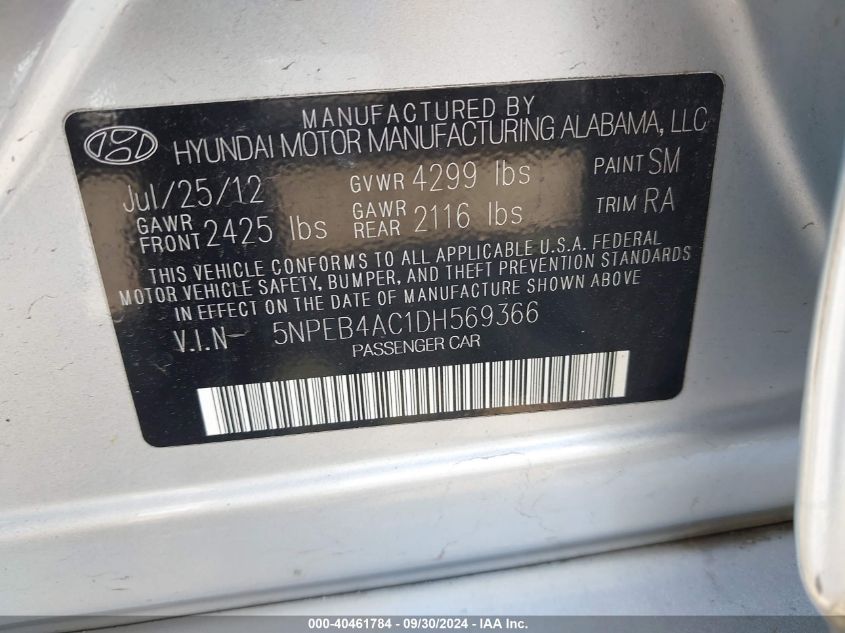 MANUFACTURED BY
HYUNDAI MOTOR MANUFACTURING ALABAMA, LLC
Jul/25/12 GVWR 4299 lbs PAINT SM
GAWR FRONT 2425 lbs GAWR REAR 2116 lbs TRIM RA
THIS VEHICLE CONFORMS TO ALL APPLICABLE U.S.A. FEDERAL
MOTOR VEHICLE SAFETY, BUMPER, AND THEFT PREVENTION STANDARDS
IN EFFECT ON THE DATE OF MANUFACTURE SHOWN ABOVE
V.I.N- 5NPEB4AC1DH569366
PASSENGER CAR
000-40461784 - 09/30/2024 - IAA Inc.